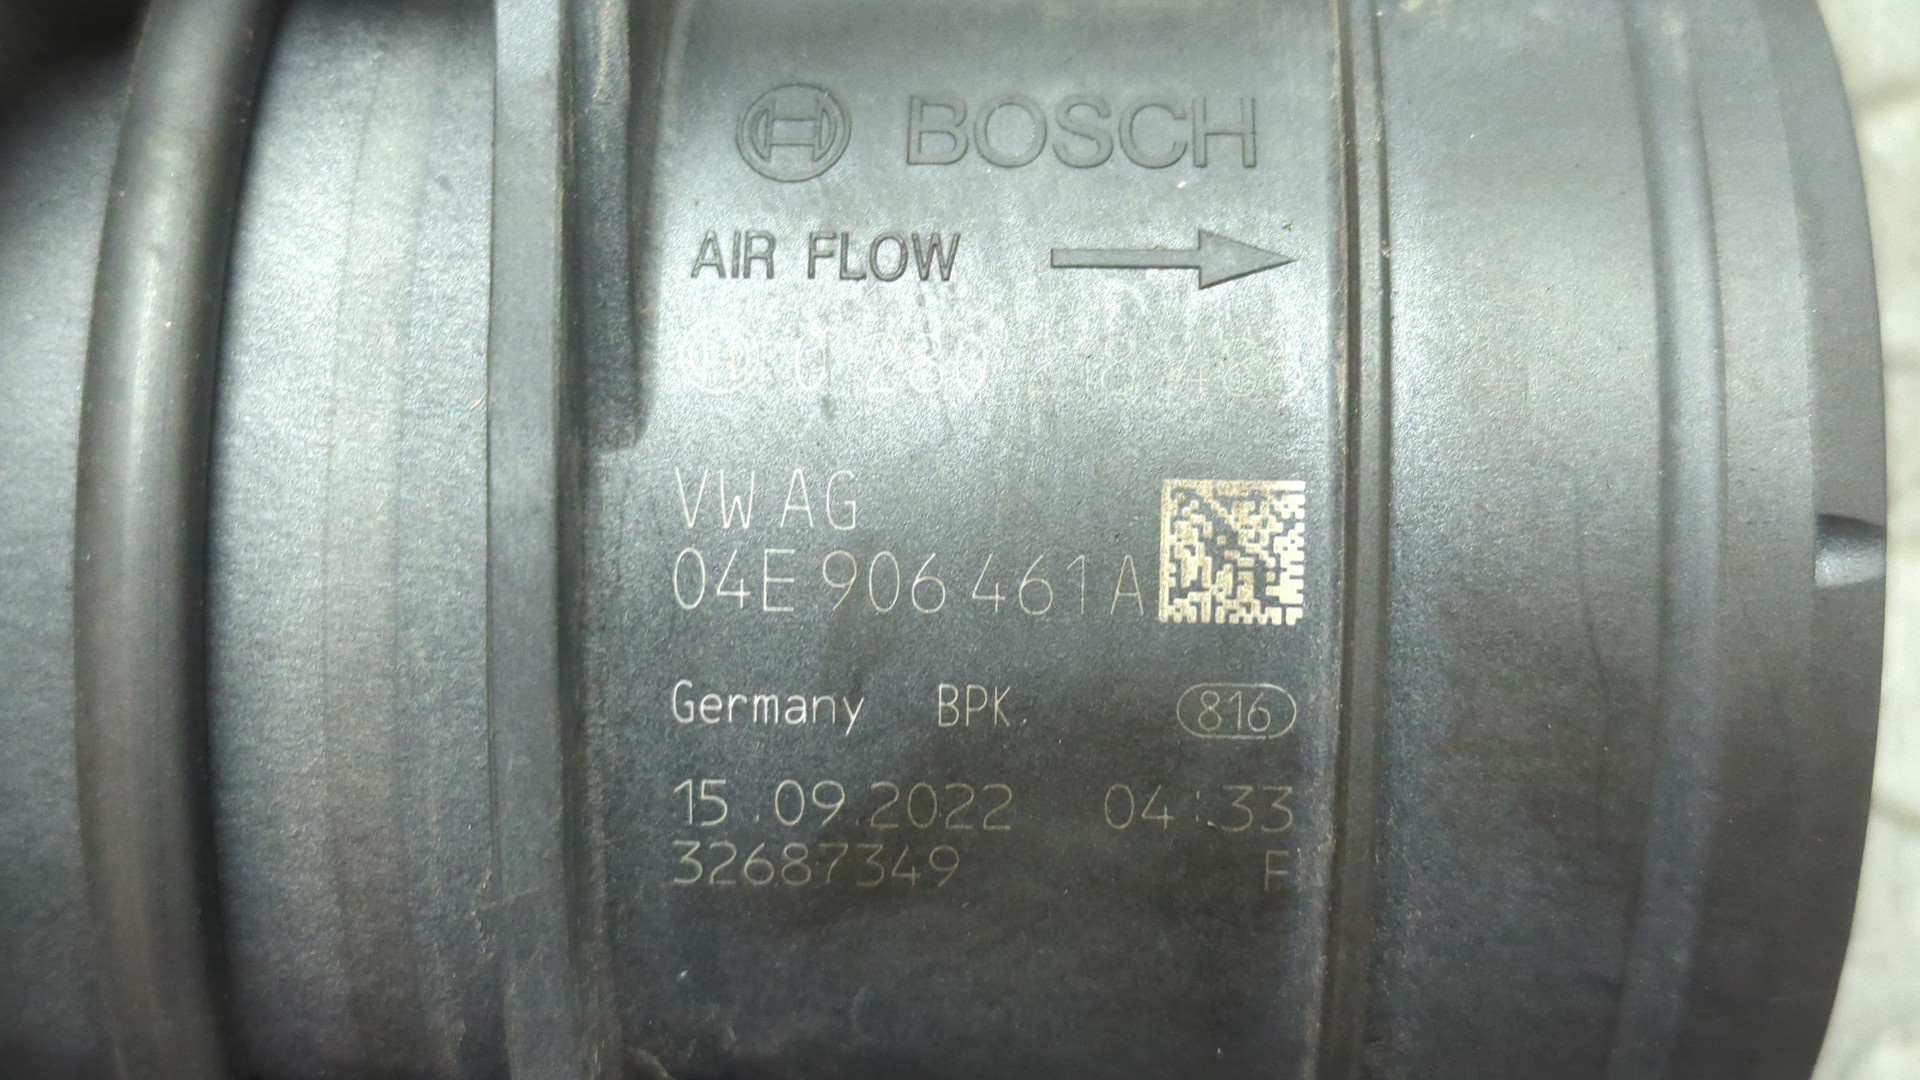 BOSCH
AIR FLOW
0 280 218
VW AG
04E 906 461 A
Germany BPK 816
15.09.2022 04:33
32687349 F